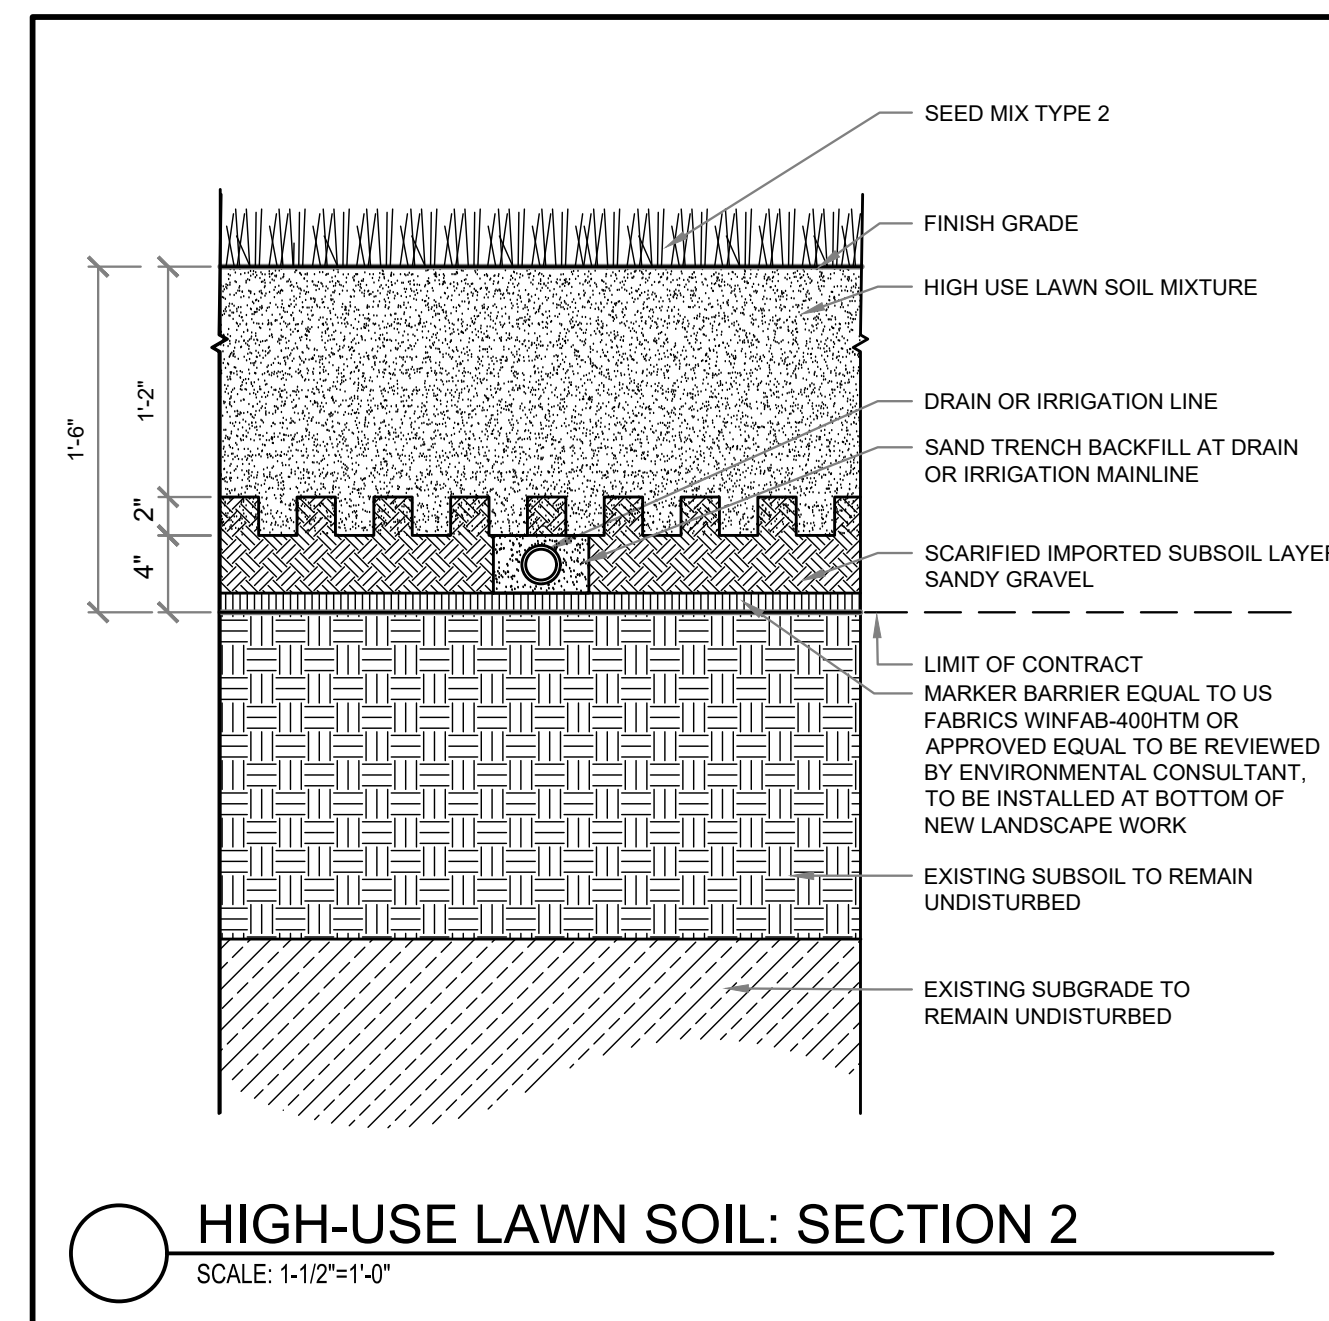 SEED MIX TYPE 2
FINISH GRADE
HIGH USE LAWN SOIL MIXTURE
DRAIN OR IRRIGATION LINE
SAND TRENCH BACKFILL AT DRAIN
OR IRRIGATION MAINLINE
SCARIFIED IMPORTED SUBSOIL LAYER
SANDY GRAVEL
LIMIT OF CONTRACT
MARKER BARRIER EQUAL TO US
FABRICS WINFAB-400HTM OR
APPROVED EQUAL TO BE REVIEWED
BY ENVIRONMENTAL CONSULTANT,
TO BE INSTALLED AT BOTTOM OF
NEW LANDSCAPE WORK
EXISTING SUBSOIL TO REMAIN
UNDISTURBED
EXISTING SUBGRADE TO
REMAIN UNDISTURBED
1'-6"
1'-2"
2"
4"
HIGH-USE LAWN SOIL: SECTION 2
SCALE: 1-1/2"=1'-0"